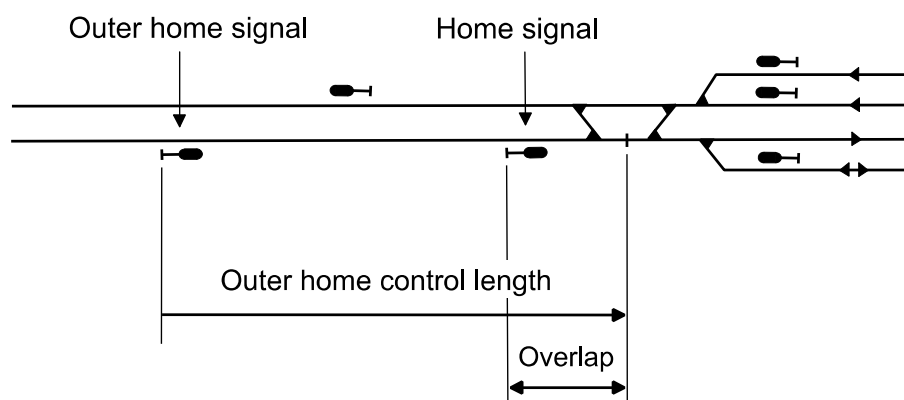 Outer home signal
Home signal
Outer home control length
Overlap